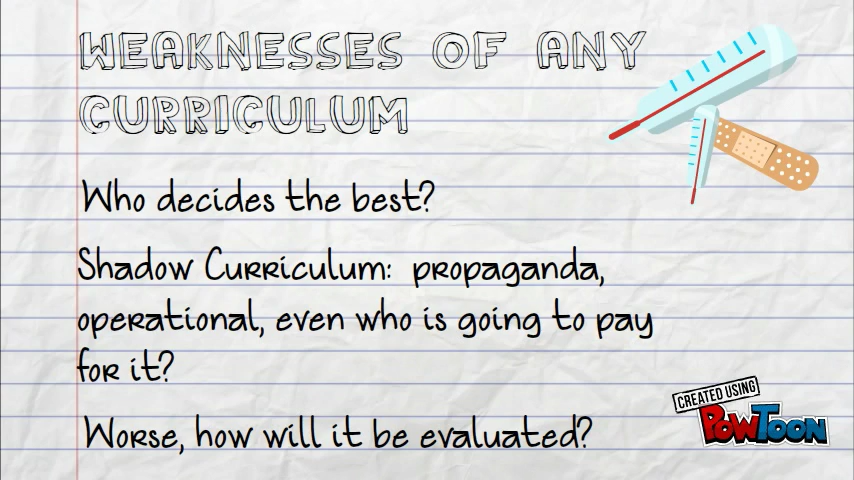 WEAKNESSES OF ANY
CURRICULUM
Who decides the best?
Shadow Curriculum: propaganda,
operational, even who is going to pay
for it?
Worse, how will it be evaluated?
CREATED USING
POWTOON